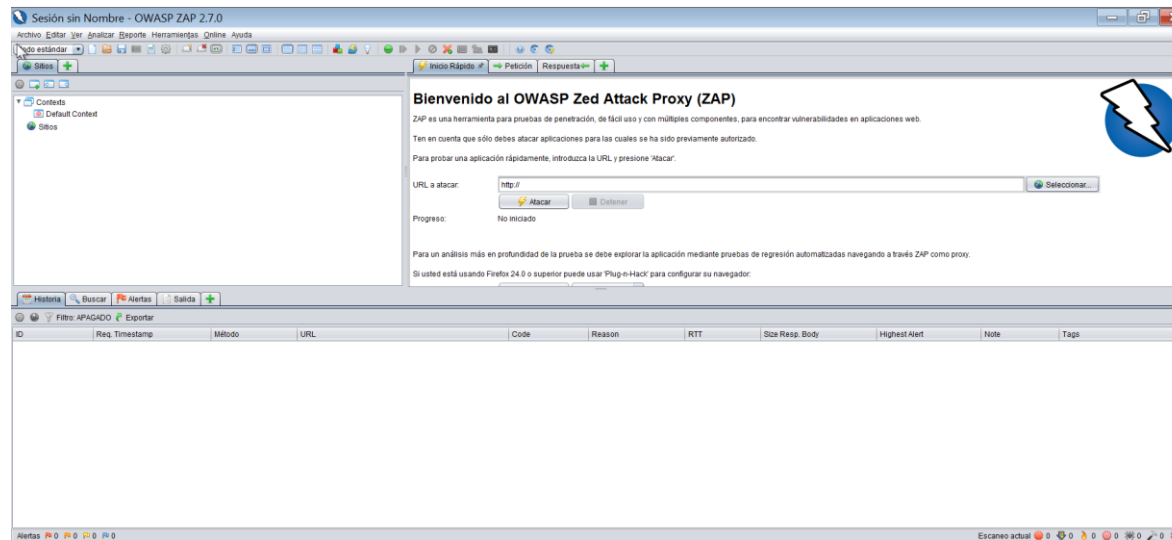 Sesión sin Nombre - OWASP ZAP 2.7.0
Archivo Editar Ver Analizar Reporte Herramientas Online Ayuda
estándar
Sitios
Inicio Rápido Petición Respuesta
Contexts
Default Context
Sitios
Bienvenido al OWASP Zed Attack Proxy (ZAP)
ZAP es una herramienta para pruebas de penetración, de fácil uso y con múltiples componentes, para encontrar vulnerabilidades en aplicaciones web.
Ten en cuenta que sólo debes atacar aplicaciones para las cuales se ha sido previamente autorizado.
Para probar una aplicación rápidamente, introduzca la URL y presione 'Atacar'.
URL a atacar: http:// Seleccionar...
Atacar Detener
Progreso: No iniciado
Para un análisis más en profundidad de la prueba se debe explorar la aplicación mediante pruebas de regresión automatizadas navegando a través ZAP como proxy.
Si usted está usando Firefox 24.0 o superior puede usar 'Plug-n-Hack' para configurar su navegador:
Historia Buscar Alertas Salida
Filtro: APAGADO Exportar
ID Req. Timestamp Método URL Code Reason RTT Size Resp. Body Highest Alert Note Tags
Alertas 0 0 0 0 Escaneo actual 0 0 0 0 0 0